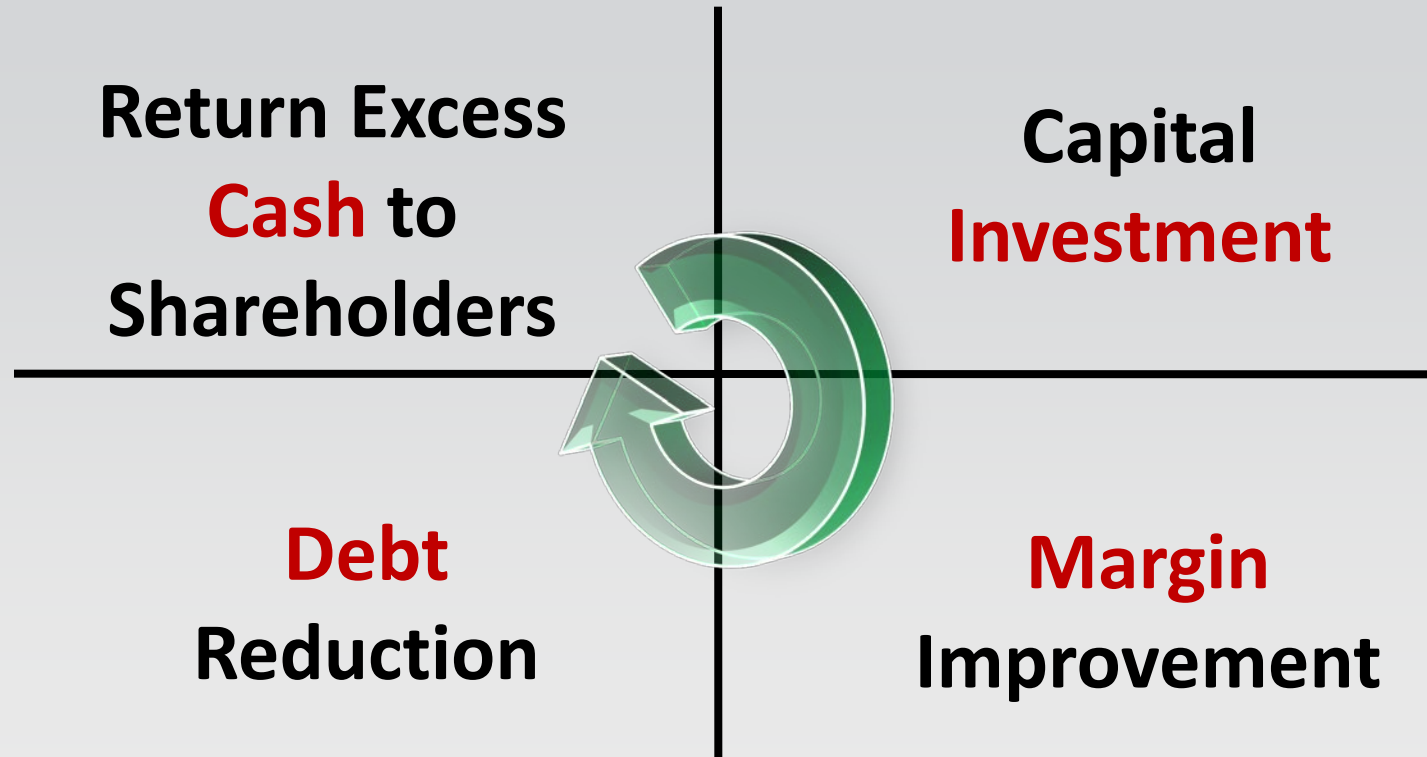 Return Excess
Cash to
Shareholders
Capital
Investment
Debt
Reduction
Margin
Improvement